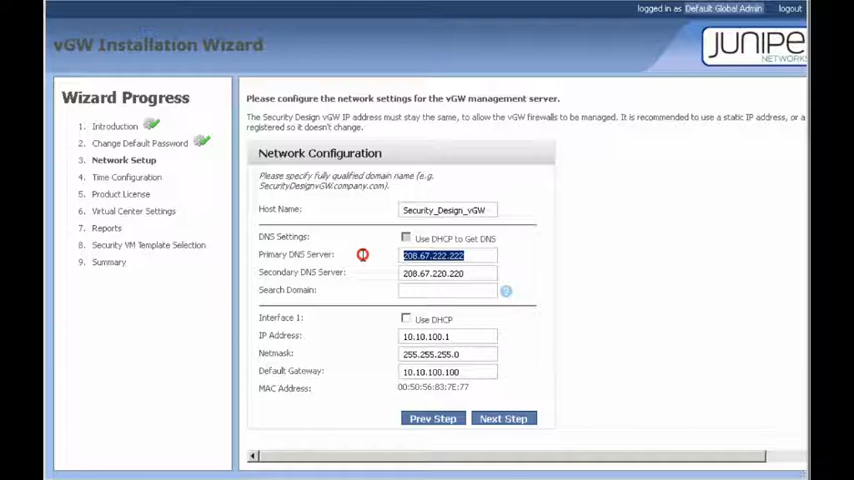 logged in as Default Global Admin logout
vGW Installation Wizard
JUNIPE
NETWORKS
Wizard Progress
1. Introduction
2. Change Default Password
3. Network Setup
4. Time Configuration
5. Product License
6. Virtual Center Settings
7. Reports
8. Security VM Template Selection
9. Summary
Please configure the network settings for the vGW management server.
The Security Design vGW IP address must stay the same, to allow the vGW firewalls to be managed. It is recommended to use a static IP address, or a
registered so it doesn't change.
Network Configuration
Please specify fully qualified domain name (e.g.
SecurityDesignvGW.company.com).
Host Name: Security_Design_vGW
DNS Settings: Use DHCP to Get DNS
Primary DNS Server: 208.67.222.222
Secondary DNS Server: 208.67.220.220
Search Domain: ?
Interface 1: Use DHCP
IP Address: 10.10.100.1
Netmask: 255.255.255.0
Default Gateway: 10.10.100.100
MAC Address: 00:50:56:83:7E:77
Prev Step Next Step